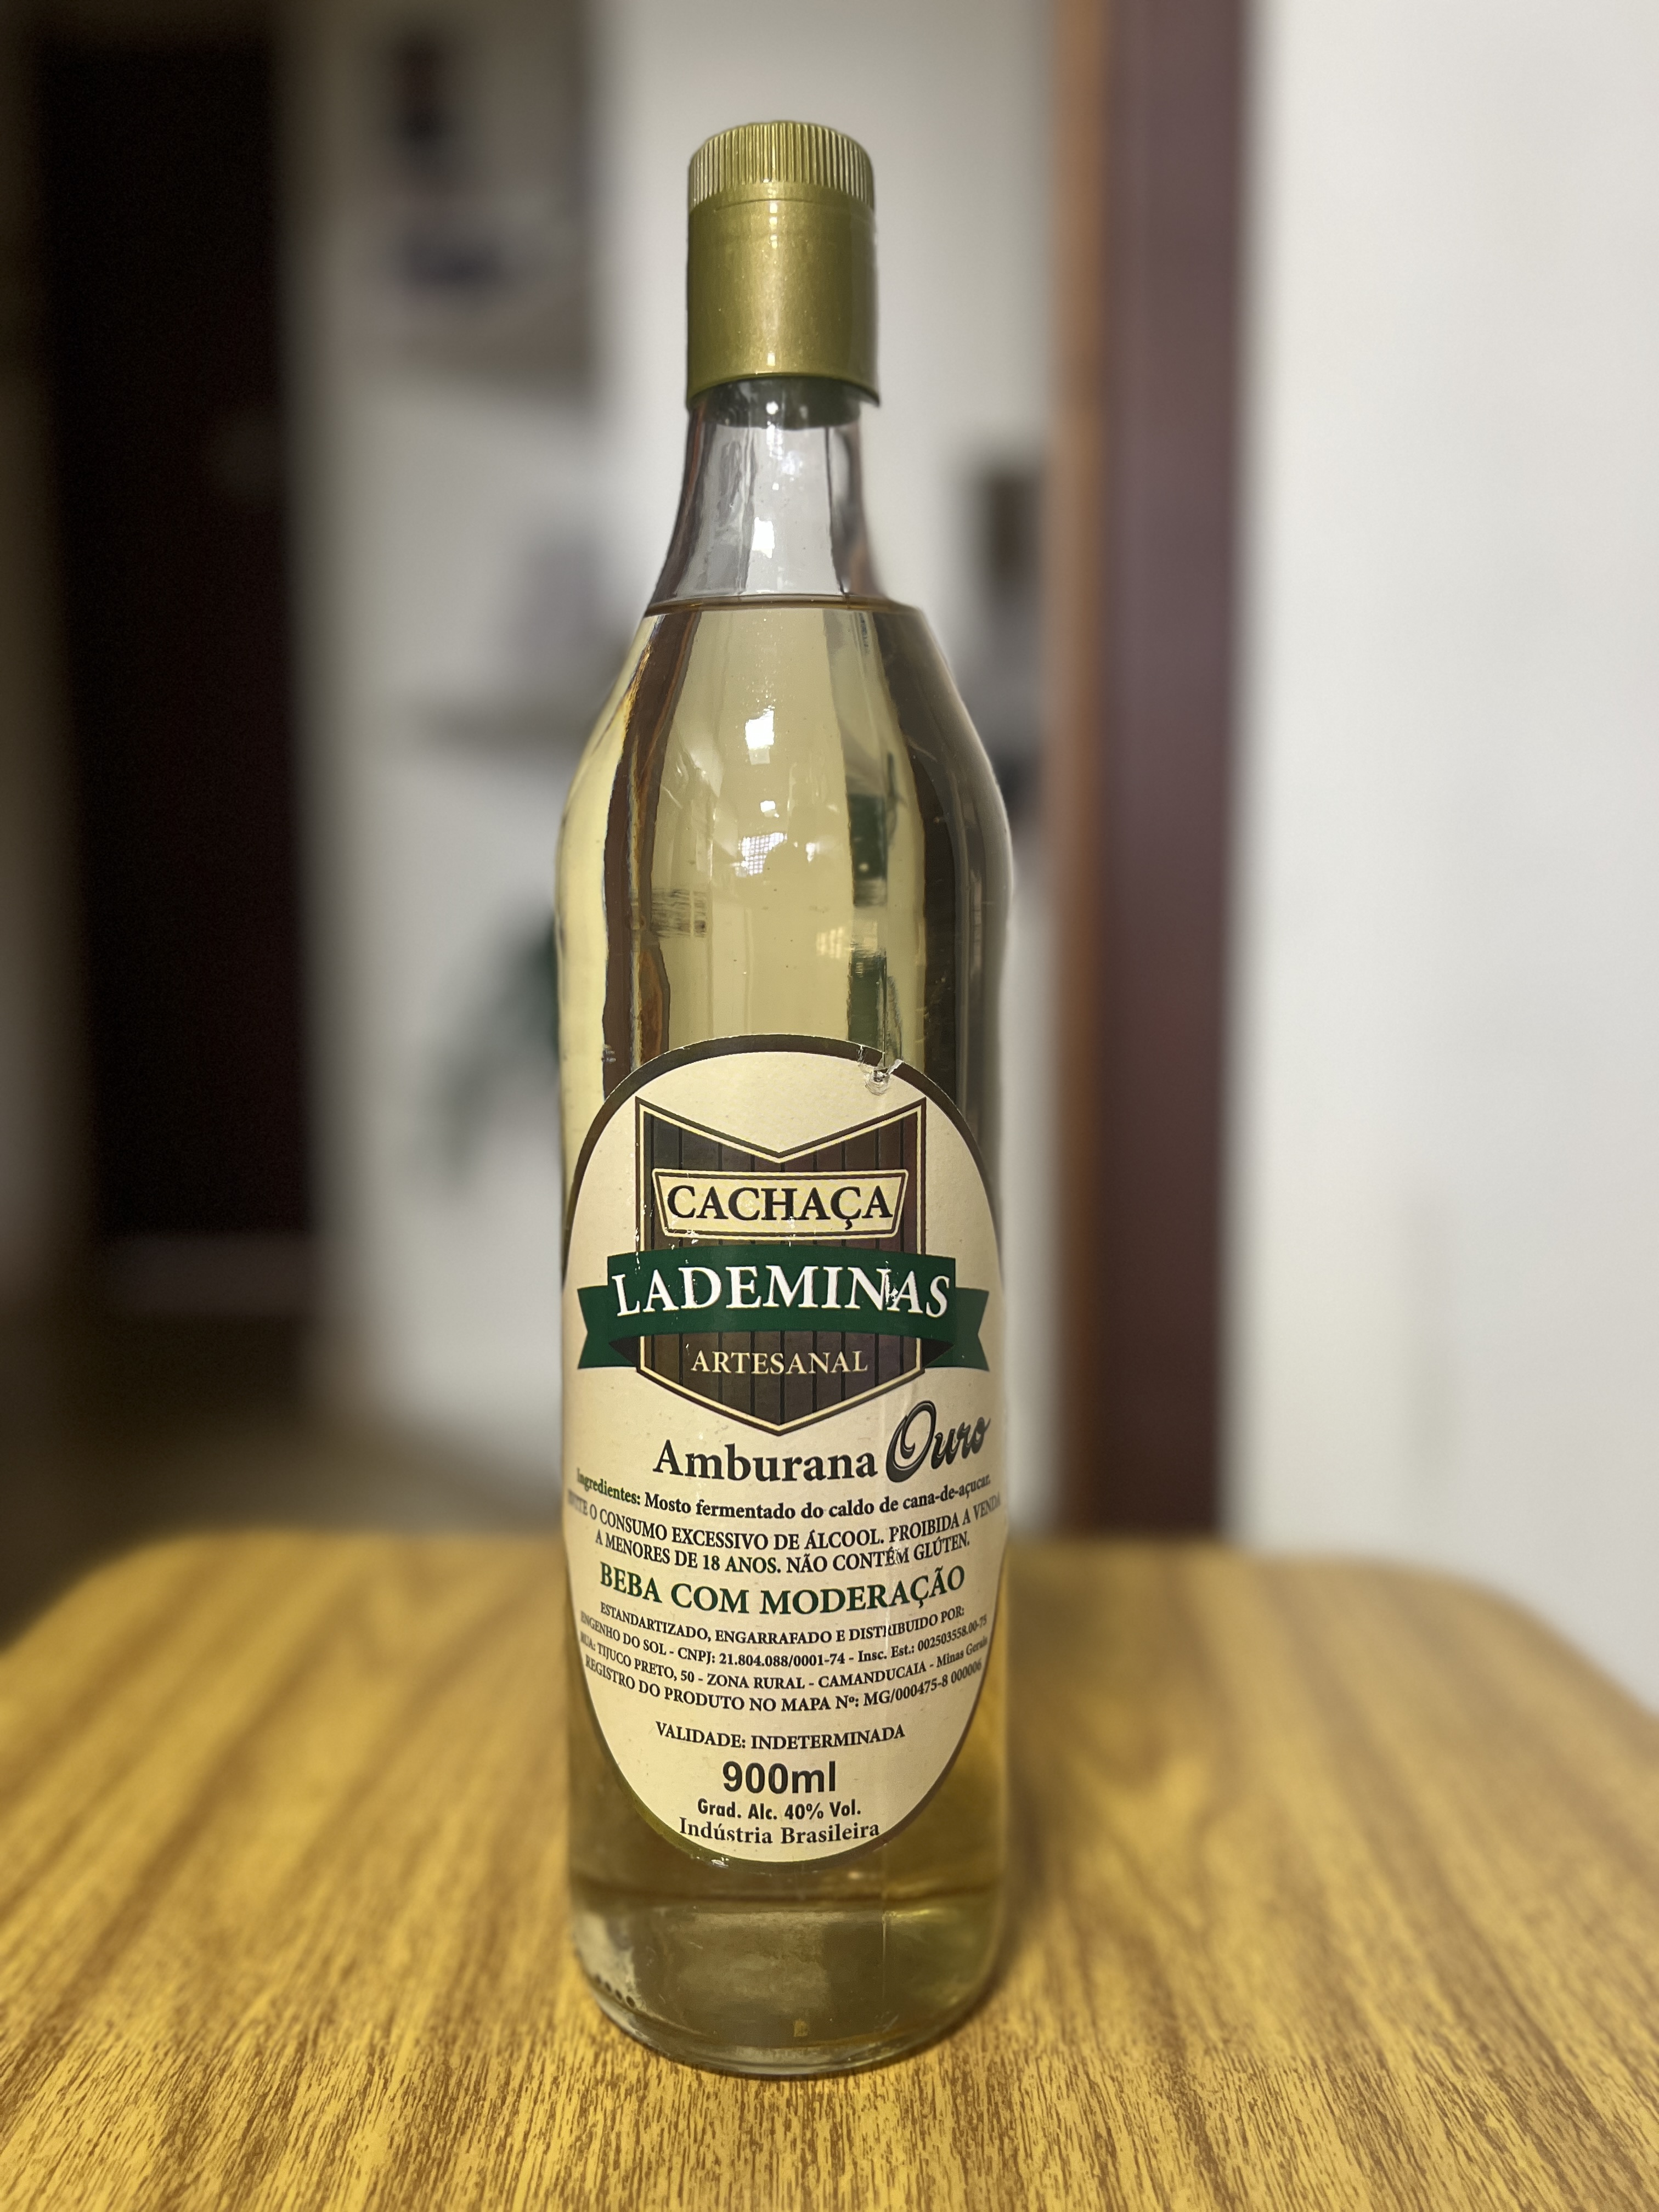 CACHAÇA
LADEMINAS
ARTESANAL
Amburana Ouro
Ingredientes: Mosto fermentado do caldo de cana-de-açucar.
O CONSUMO EXCESSIVO DE ÁLCOOL. PROIBIDA A VENDA
A MENORES DE 18 ANOS. NÃO CONTÉM GLÚTEN.
BEBA COM MODERAÇÃO
ESTANDARTIZADO, ENGARRAFADO E DISTRIBUIDO POR:
ENGENHO DO SOL - CNPJ: 21.804.088/0001-74 - Insc. Est.: 002503558.00-75
RUA: TIJUCO PRETO, 50 - ZONA RURAL - CAMANDUCAIA - Minas Gerais
REGISTRO DO PRODUTO NO MAPA Nº: MG/000475-8 000006
VALIDADE: INDETERMINADA
900ml
Grad. Alc. 40% Vol.
Indústria Brasileira